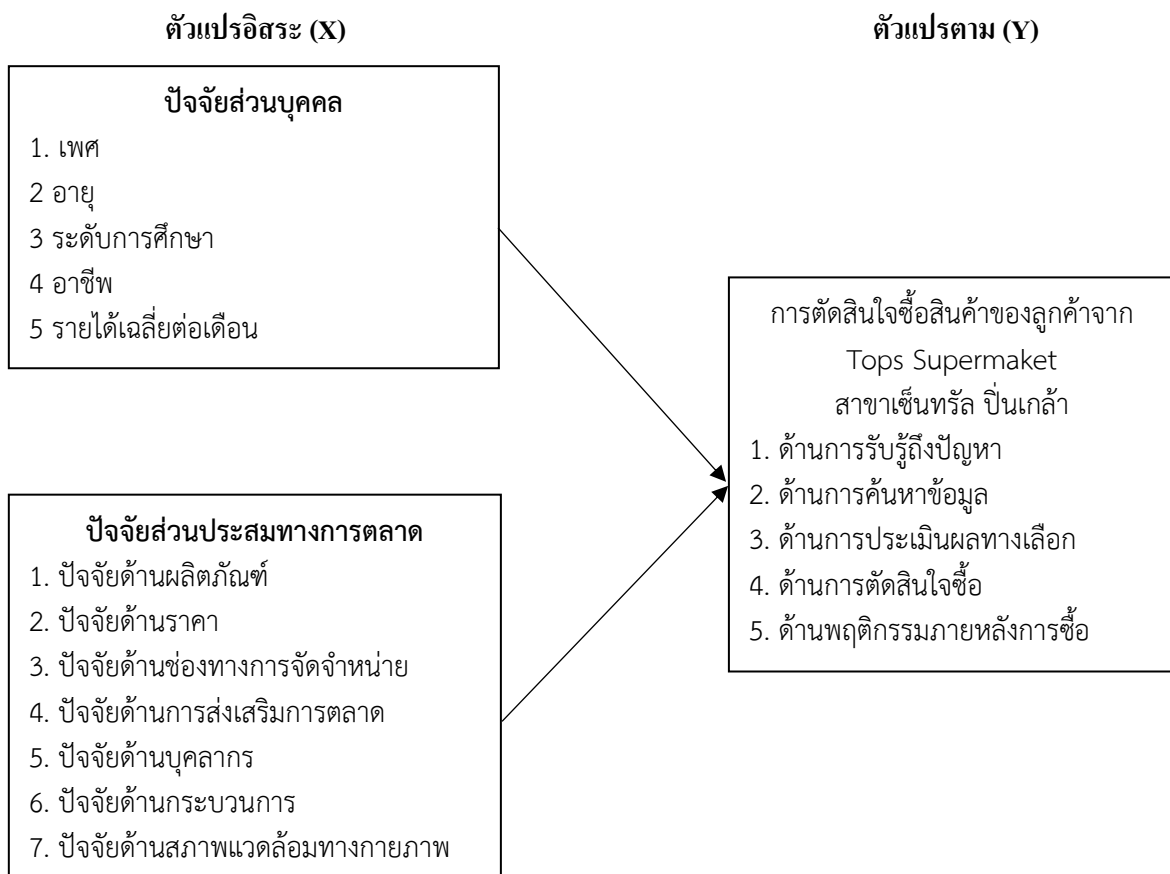 ตัวแปรอิสระ (X)
ตัวแปรตาม (Y)
ปัจจัยส่วนบุคคล
1. เพศ
2 อายุ
3 ระดับการศึกษา
4 อาชีพ
5 รายได้เฉลี่ยต่อเดือน
ปัจจัยส่วนประสมทางการตลาด
1. ปัจจัยด้านผลิตภัณฑ์
2. ปัจจัยด้านราคา
3. ปัจจัยด้านช่องทางการจัดจำหน่าย
4. ปัจจัยด้านการส่งเสริมการตลาด
5. ปัจจัยด้านบุคลากร
6. ปัจจัยด้านกระบวนการ
7. ปัจจัยด้านสภาพแวดล้อมทางกายภาพ
การตัดสินใจซื้อสินค้าของลูกค้าจาก
Tops Supermaket
สาขาเซ็นทรัล ปิ่นเกล้า
1. ด้านการรับรู้ถึงปัญหา
2. ด้านการค้นหาข้อมูล
3. ด้านการประเมินผลทางเลือก
4. ด้านการตัดสินใจซื้อ
5. ด้านพฤติกรรมภายหลังการซื้อ